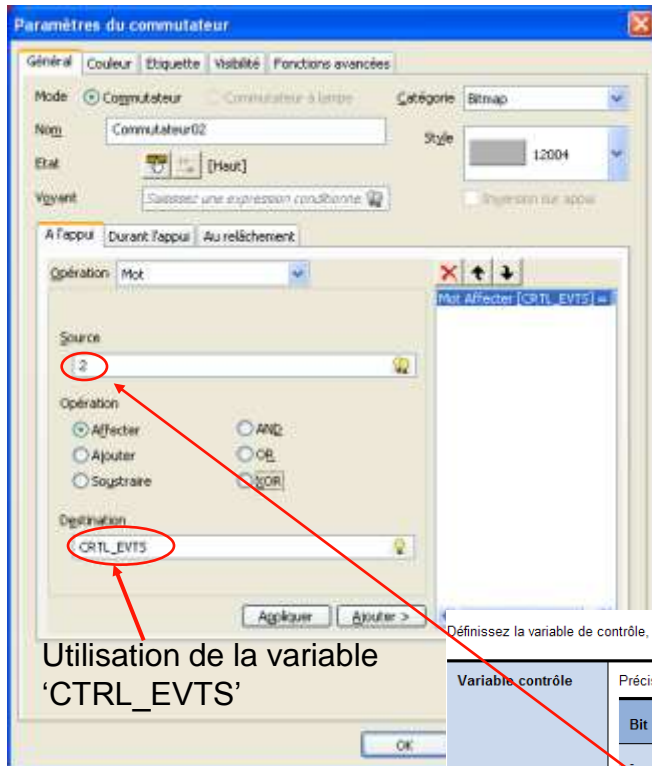 Paramètres du commutateur
Général Couleur Etiquette Visibilité Fonctions avancées
Mode Commutateur Commutateur à lampe Catégorie Bitmap
Nom Commutateur02 Style 12004
Etat [Haut]
Voyant Saisissez une expression conditionne Inversion sur appui
A l'appui Durant l'appui Au relâchement
Opération Mot
Mot Affecter [CRTL_EVTS] =
Source
2
Opération
Affecter AND
Ajouter OR
Soustraire XOR
Destination
CRTL_EVTS
Appliquer Ajouter >
Définissez la variable de contrôle,
Utilisation de la variable
‘CTRL_EVTS’
Variable contrôle
Bit
OK